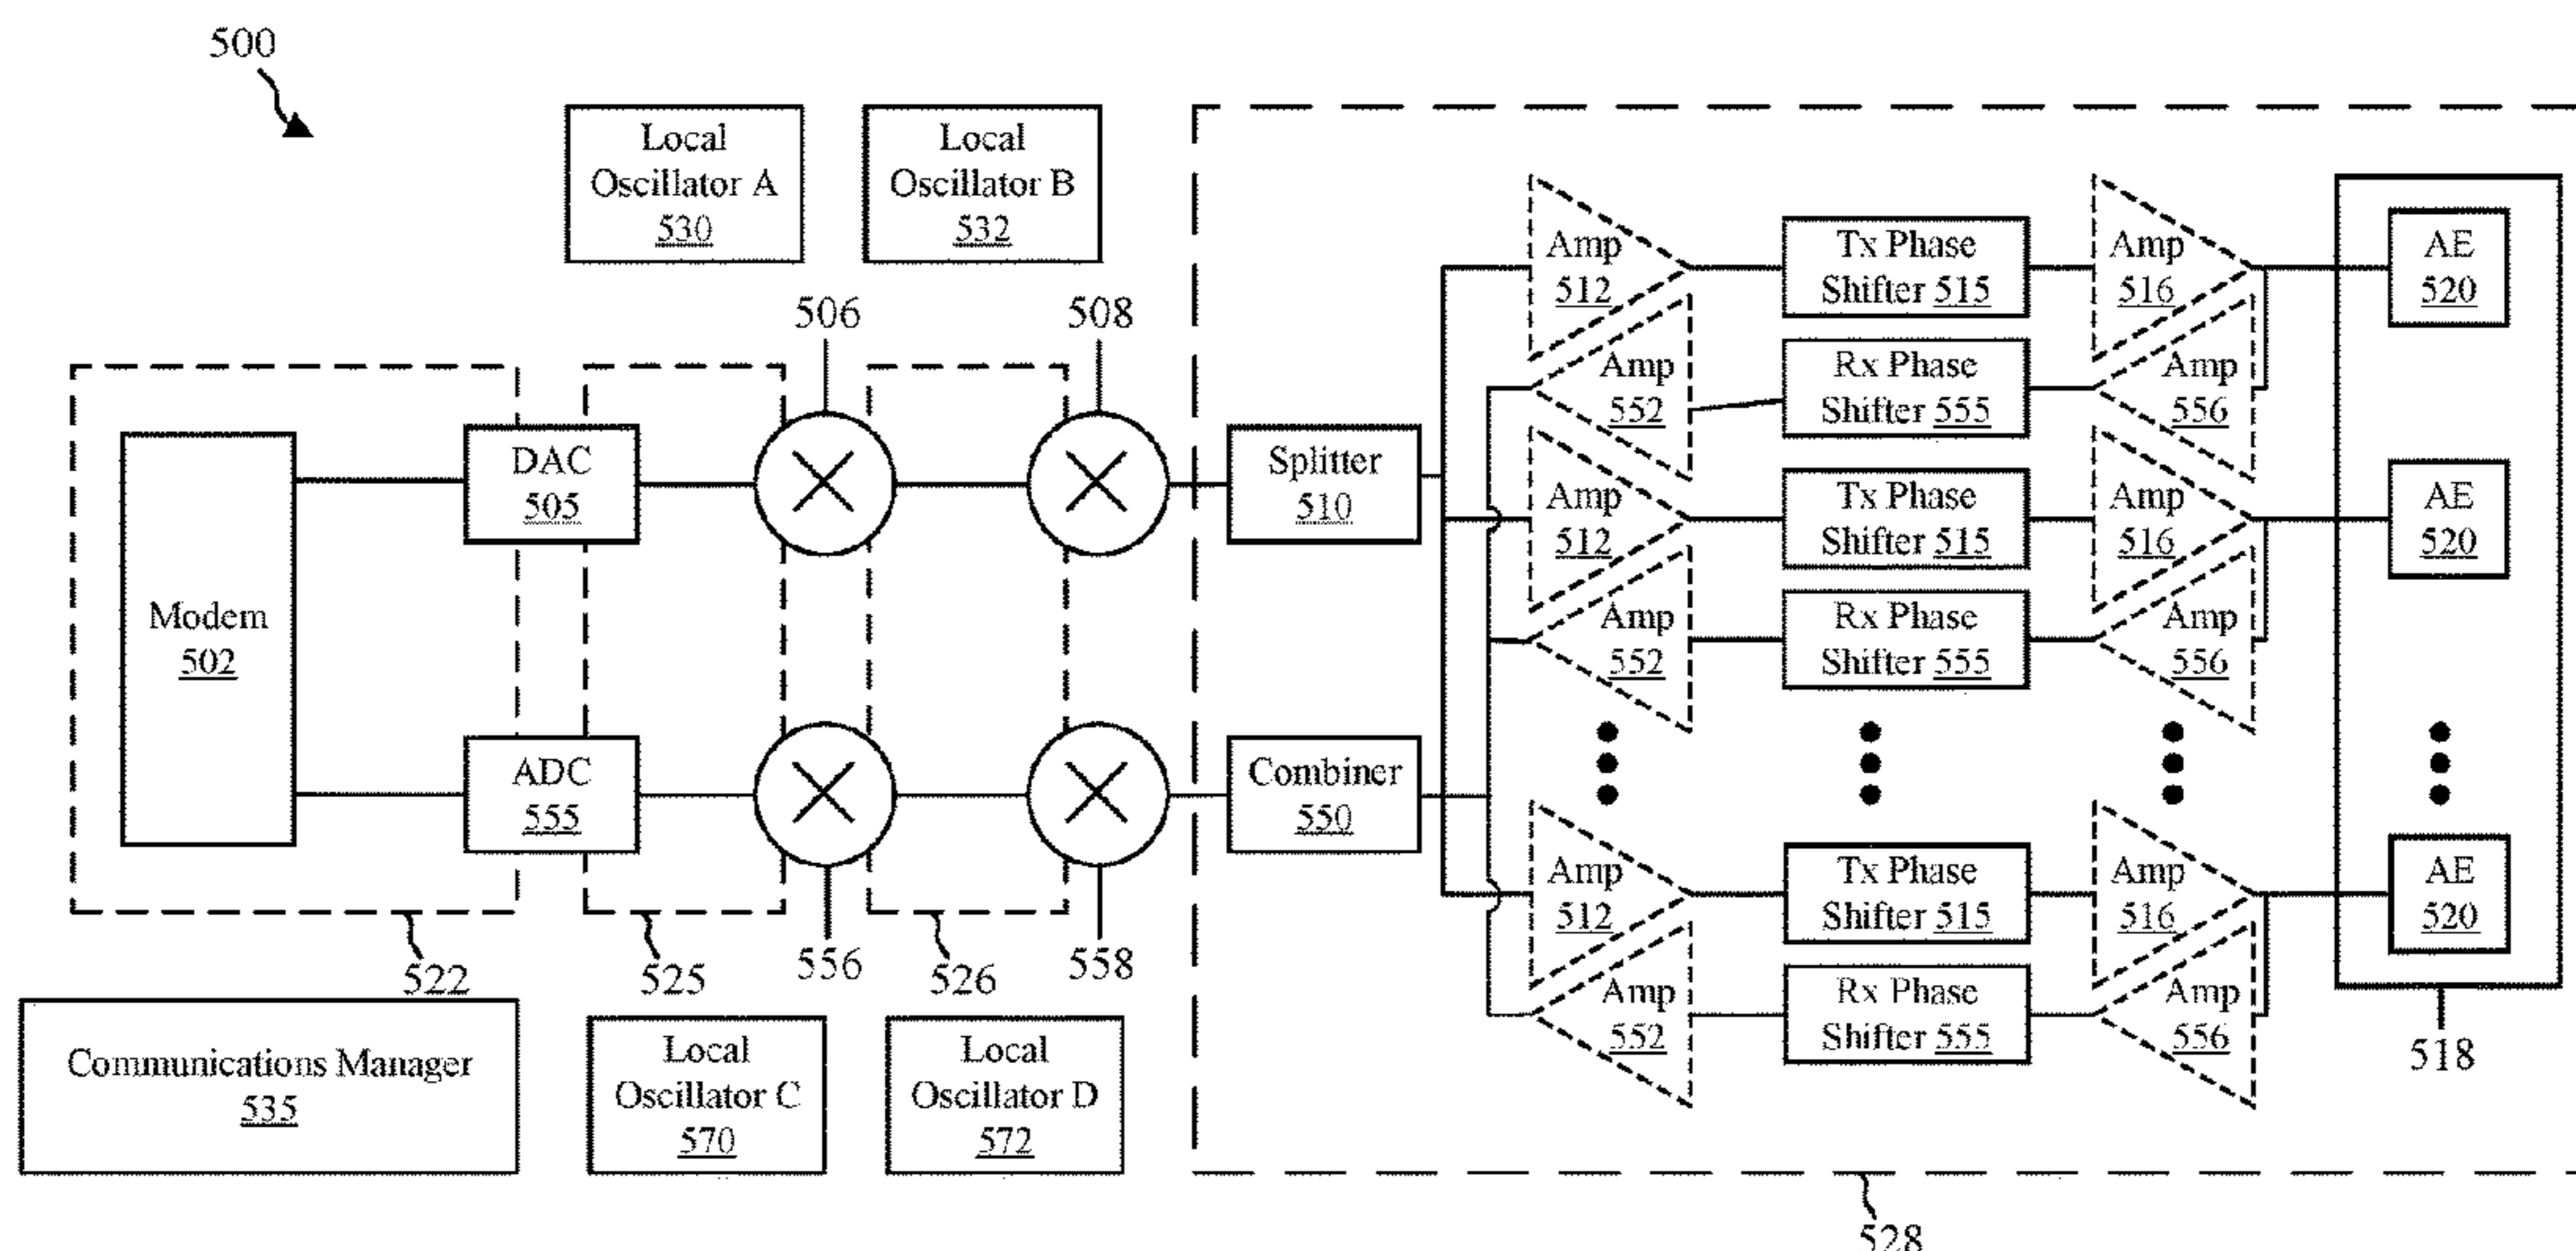 500
Local
Oscillator A
530
Local
Oscillator B
532
506
508
Modem
502
DAC
505
ADC
555
556
558
522
525
526
Communications Manager
535
Local
Oscillator C
570
Local
Oscillator D
572
Splitter
510
Combiner
550
Amp
512
Tx Phase
Shifter 515
Amp
516
AE
520
Amp
552
Rx Phase
Shifter 555
Amp
556
Amp
512
Tx Phase
Shifter 515
Amp
516
AE
520
Amp
552
Rx Phase
Shifter 555
Amp
556
Amp
512
Tx Phase
Shifter 515
Amp
516
AE
520
Amp
552
Rx Phase
Shifter 555
Amp
556
518
528